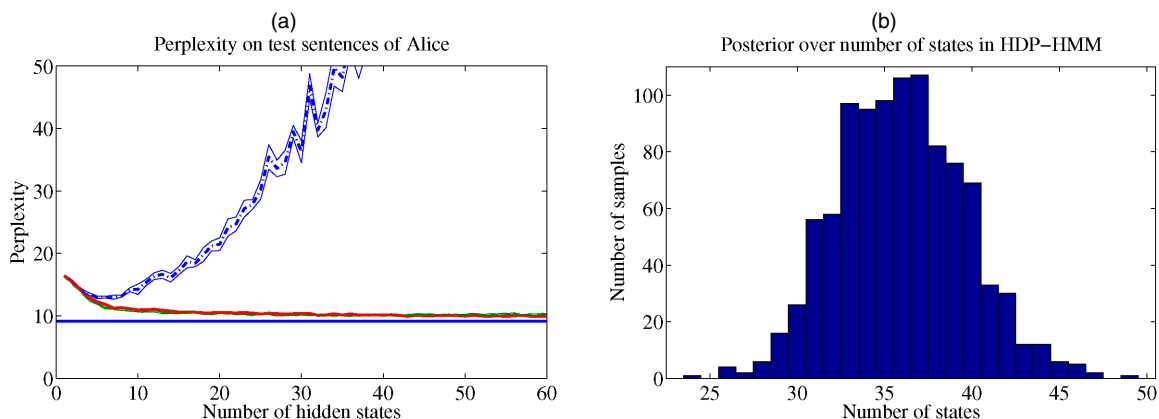 (a)
Perplexity on test sentences of Alice
50
40
30
20
10
0
Perplexity
0 10 20 30 40 50 60
Number of hidden states
(b)
Posterior over number of states in HDP−HMM
100
80
60
40
20
0
Number of samples
25 30 35 40 45 50
Number of states